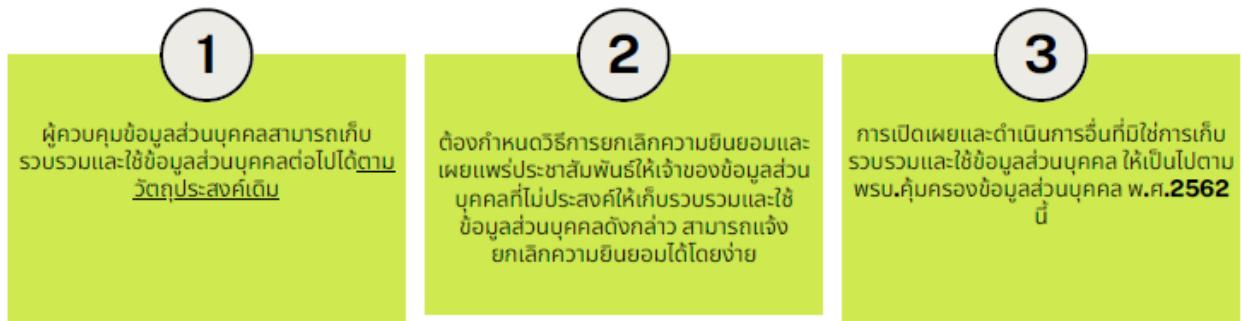 1
ผู้ควบคุมข้อมูลส่วนบุคคลสามารถเก็บ
รวบรวมและใช้ข้อมูลส่วนบุคคลต่อไปได้ตาม
วัตถุประสงค์เดิม
2
ต้องกำหนดวิธีการยกเลิกความยินยอมและ
เผยแพร่ประชาสัมพันธ์ให้เจ้าของข้อมูลส่วน
บุคคลที่ไม่ประสงค์ให้เก็บรวบรวมและใช้
ข้อมูลส่วนบุคคลดังกล่าว สามารถแจ้ง
ยกเลิกความยินยอมได้โดยง่าย
3
การเปิดเผยและดำเนินการอื่นที่มิใช่การเก็บ
รวบรวมและใช้ข้อมูลส่วนบุคคล ให้เป็นไปตาม
พรบ.คุ้มครองข้อมูลส่วนบุคคล พ.ศ.2562
นี้